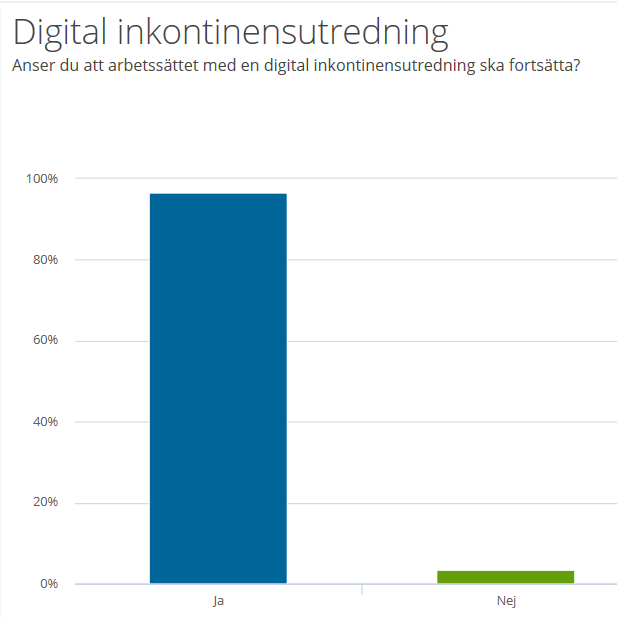 Digital inkontinensutredning
Anser du att arbetssättet med en digital inkontinensutredning ska fortsätta?
100%
80%
60%
40%
20%
0%
Ja
Nej